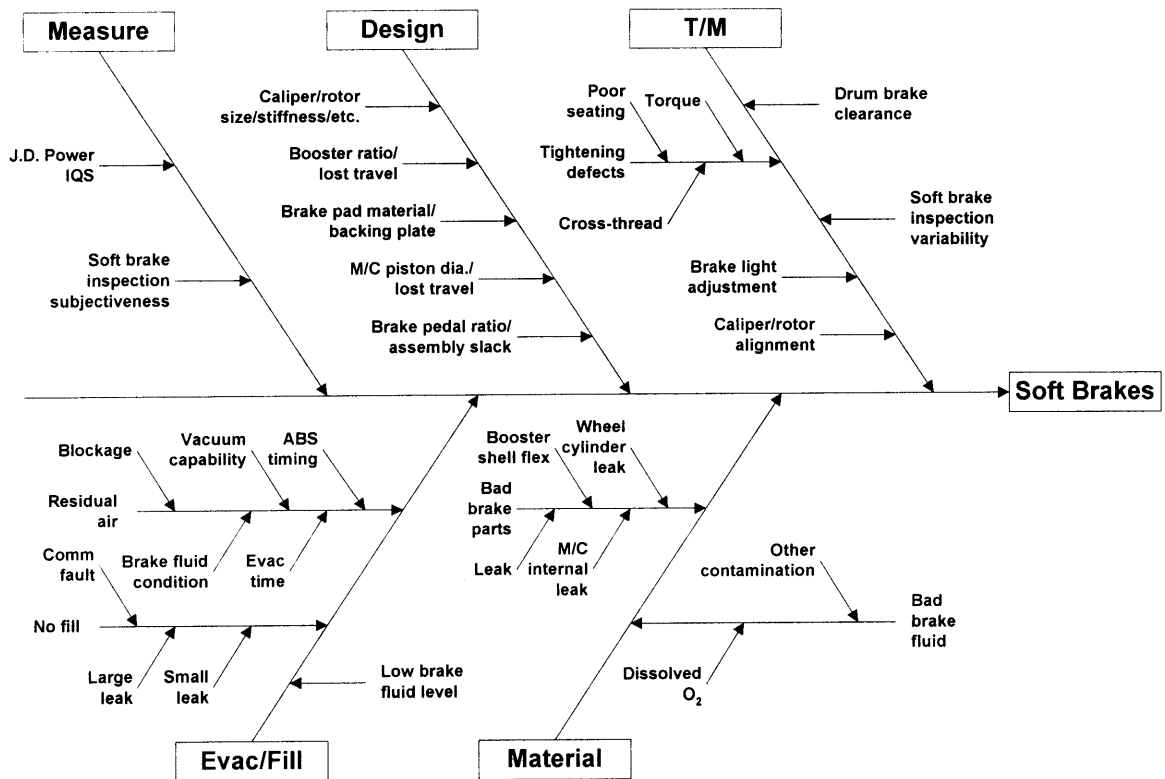 Measure
Design
T/M
Caliper/rotor
size/stiffness/etc.
Poor
seating
Torque
Drum brake
clearance
J.D. Power
IQS
Booster ratio/
lost travel
Tightening
defects
Brake pad material/
backing plate
Cross-thread
Soft brake
inspection
variability
Soft brake
inspection
subjectiveness
M/C piston dia./
lost travel
Brake light
adjustment
Brake pedal ratio/
assembly slack
Caliper/rotor
alignment
Soft Brakes
Blockage
Vacuum
capability
ABS
timing
Booster
shell flex
Wheel
cylinder
leak
Residual
air
Bad
brake
parts
Comm
fault
Brake fluid
condition
Evac
time
Leak
M/C
internal
leak
Other
contamination
No fill
Bad
brake
fluid
Large
leak
Small
leak
Low brake
fluid level
Dissolved
O₂
Evac/Fill
Material